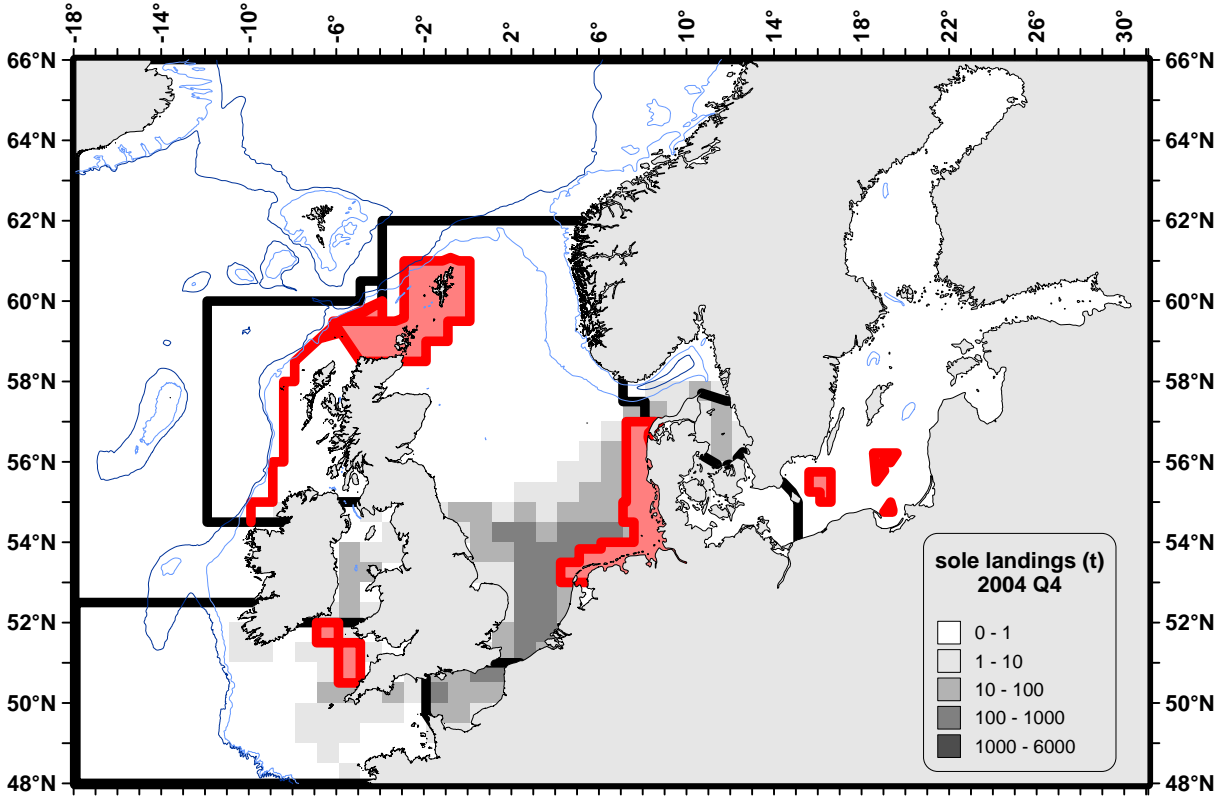 -18° -14° -10° -6° -2° 2° 6° 10° 14° 18° 22° 26° 30°
66°N 66°N
64°N 64°N
62°N 62°N
60°N 60°N
58°N 58°N
56°N 56°N
54°N 54°N
52°N 52°N
50°N 50°N
48°N 48°N
sole landings (t)
2004 Q4
0 - 1
1 - 10
10 - 100
100 - 1000
1000 - 6000